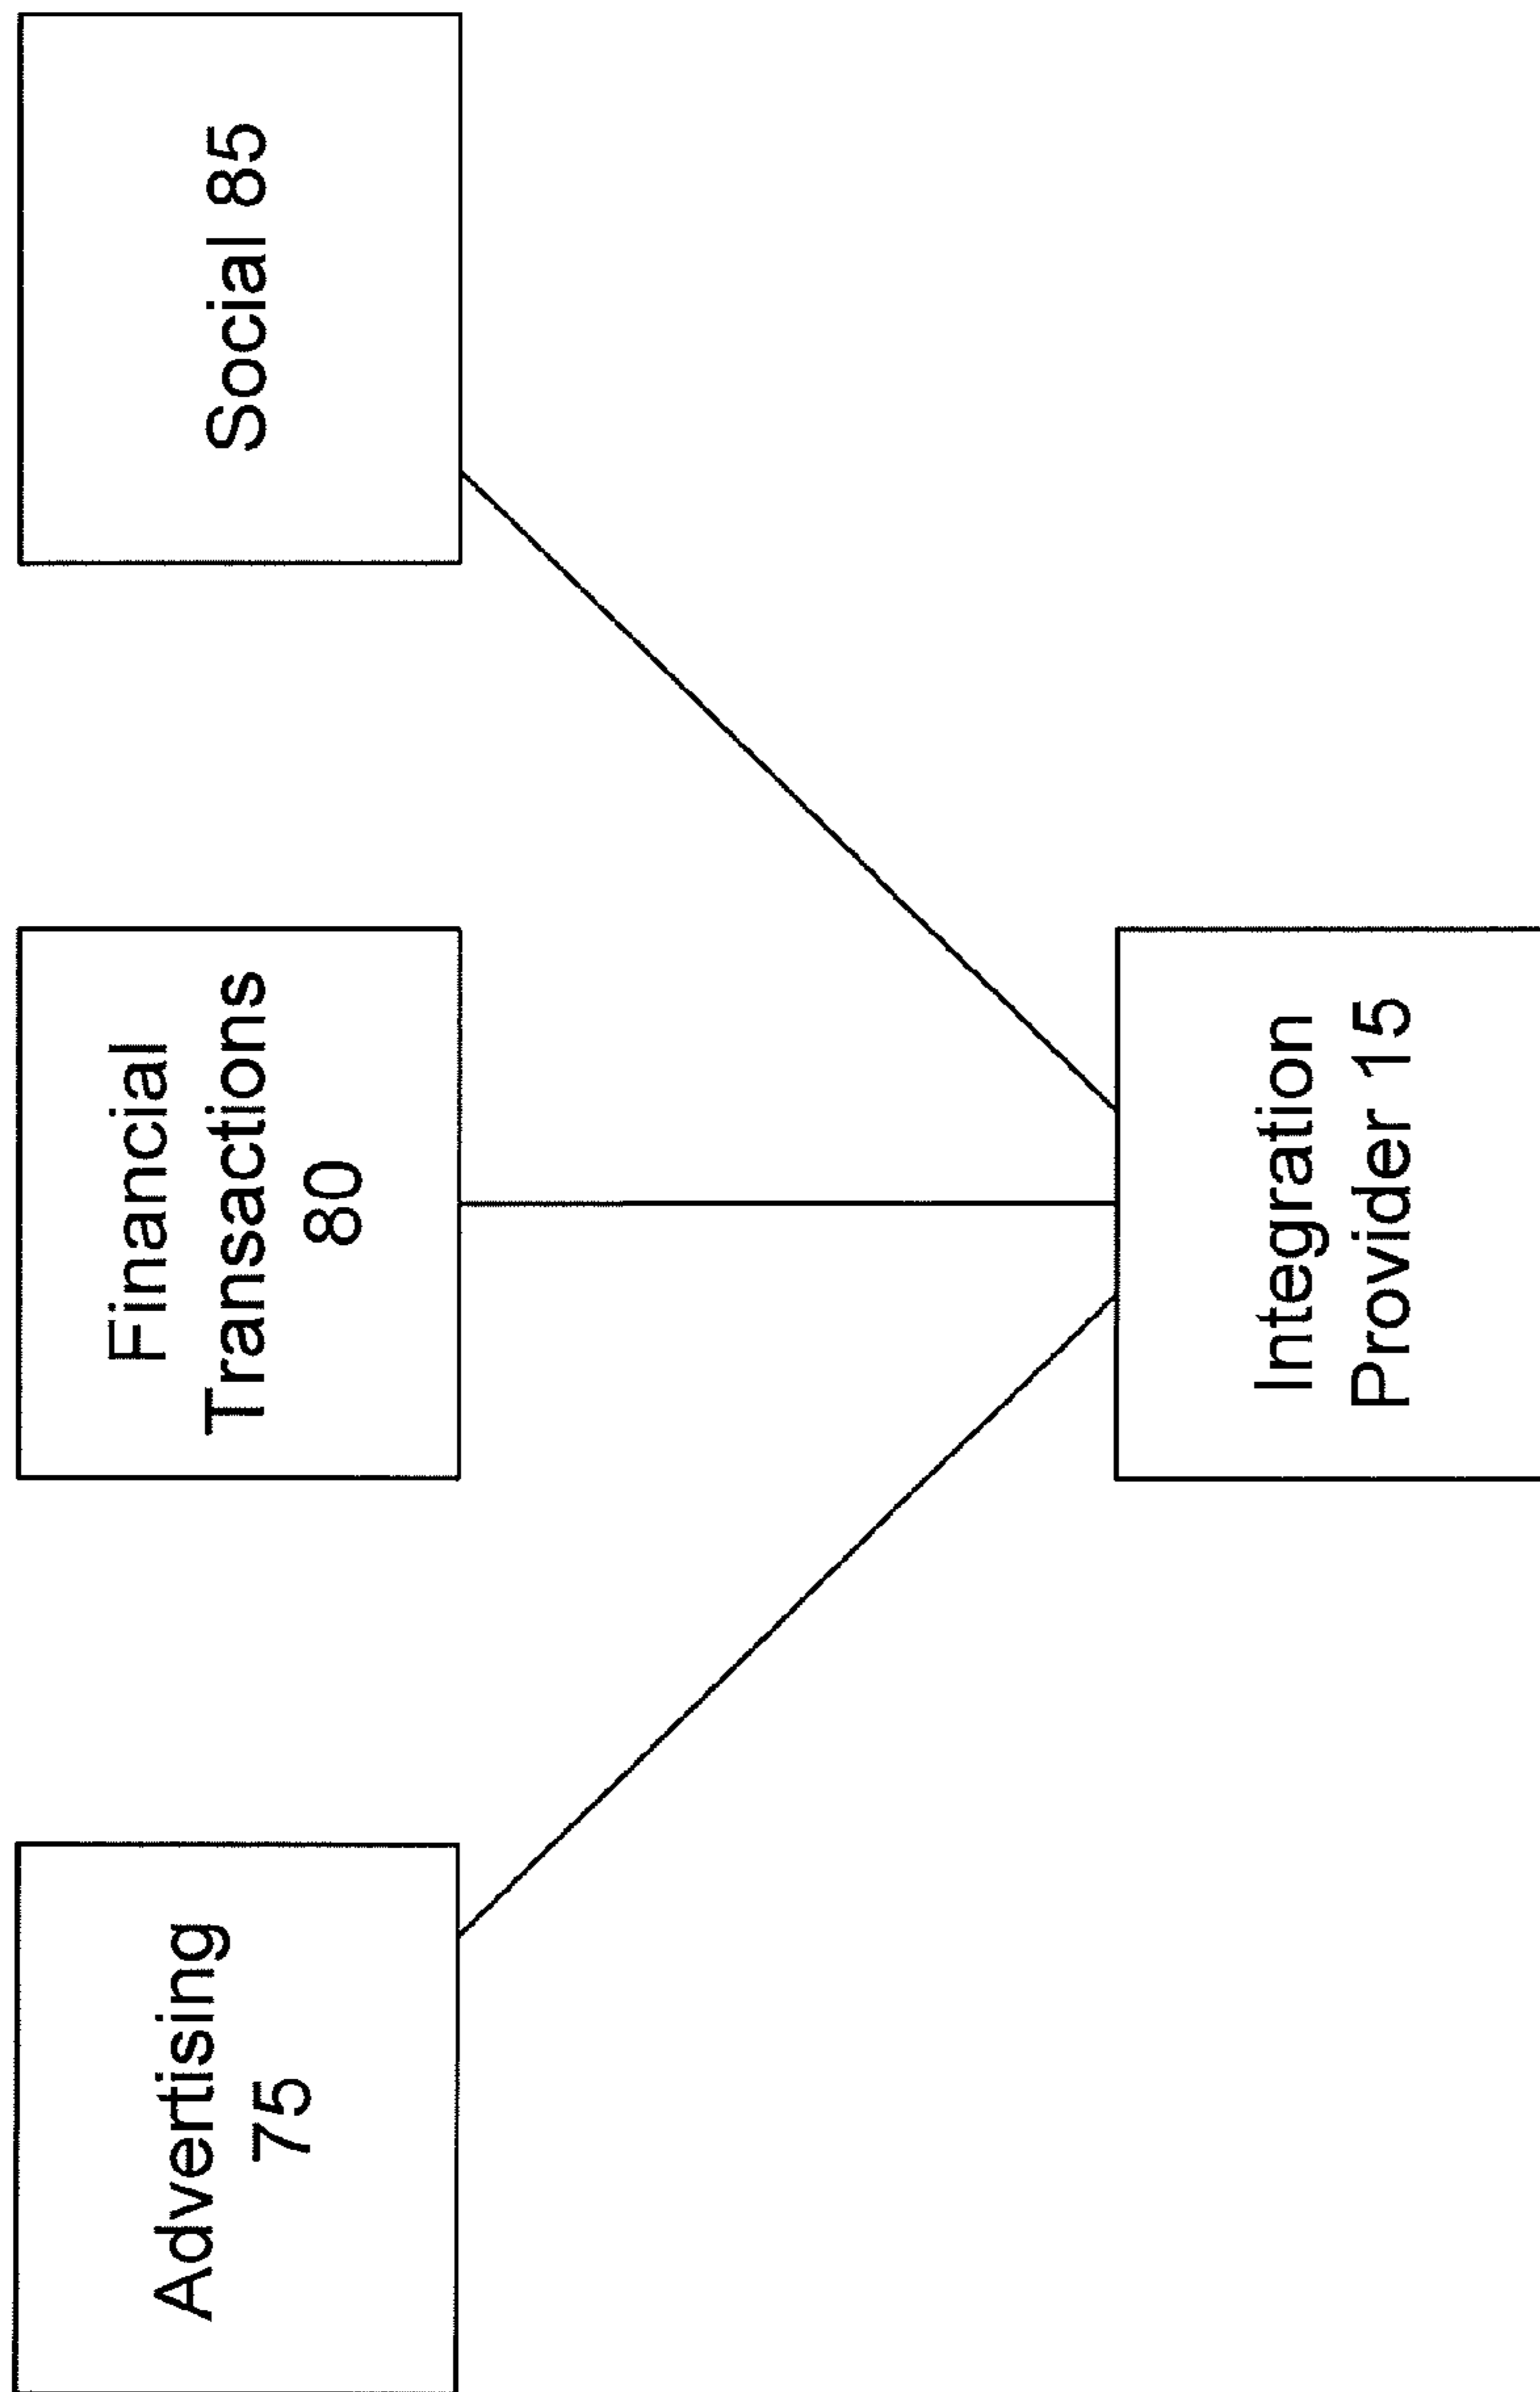 Advertising
75
Financial
Transactions
80
Social 85
Integration
Provider 15